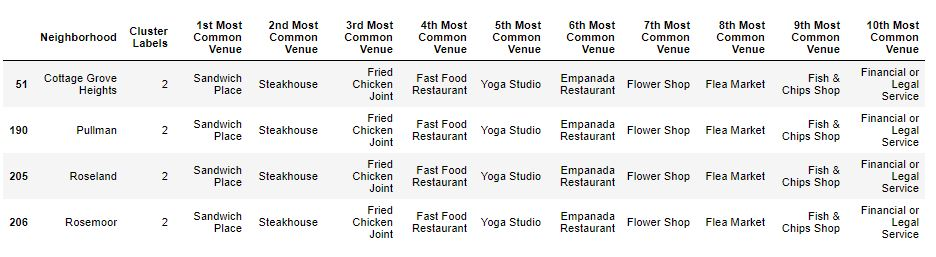 Neighborhood Cluster Labels 1st Most Common Venue 2nd Most Common Venue 3rd Most Common Venue 4th Most Common Venue 5th Most Common Venue 6th Most Common Venue 7th Most Common Venue 8th Most Common Venue 9th Most Common Venue 10th Most Common Venue
51 Cottage Grove Heights 2 Sandwich Place Steakhouse Fried Chicken Joint Fast Food Restaurant Yoga Studio Empanada Restaurant Flower Shop Flea Market Fish & Chips Shop Financial or Legal Service
190 Pullman 2 Sandwich Place Steakhouse Fried Chicken Joint Fast Food Restaurant Yoga Studio Empanada Restaurant Flower Shop Flea Market Fish & Chips Shop Financial or Legal Service
205 Roseland 2 Sandwich Place Steakhouse Fried Chicken Joint Fast Food Restaurant Yoga Studio Empanada Restaurant Flower Shop Flea Market Fish & Chips Shop Financial or Legal Service
206 Rosemoor 2 Sandwich Place Steakhouse Fried Chicken Joint Fast Food Restaurant Yoga Studio Empanada Restaurant Flower Shop Flea Market Fish & Chips Shop Financial or Legal Service